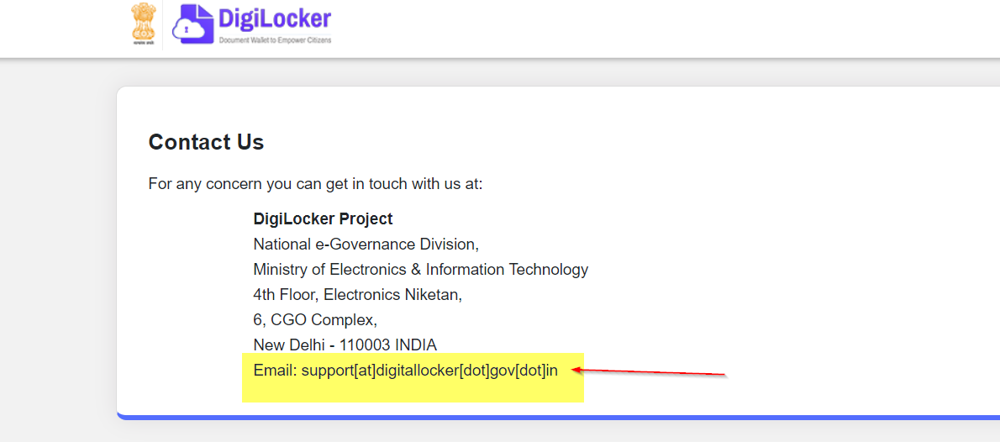 DigiLocker
Document Wallet to Empower Citizens
Contact Us
For any concern you can get in touch with us at:
DigiLocker Project
National e-Governance Division,
Ministry of Electronics & Information Technology
4th Floor, Electronics Niketan,
6, CGO Complex,
New Delhi - 110003 INDIA
Email: support[at]digitallocker[dot]gov[dot]in